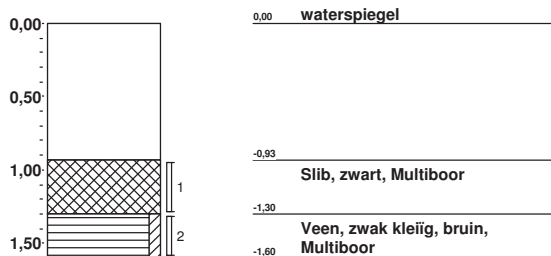 0,00
0,50
1,00
1,50
1
2
0,00 waterspiegel
-0,93
Slib, zwart, Multiboor
-1,30
Veen, zwak kleiïg, bruin,
Multiboor
-1,60